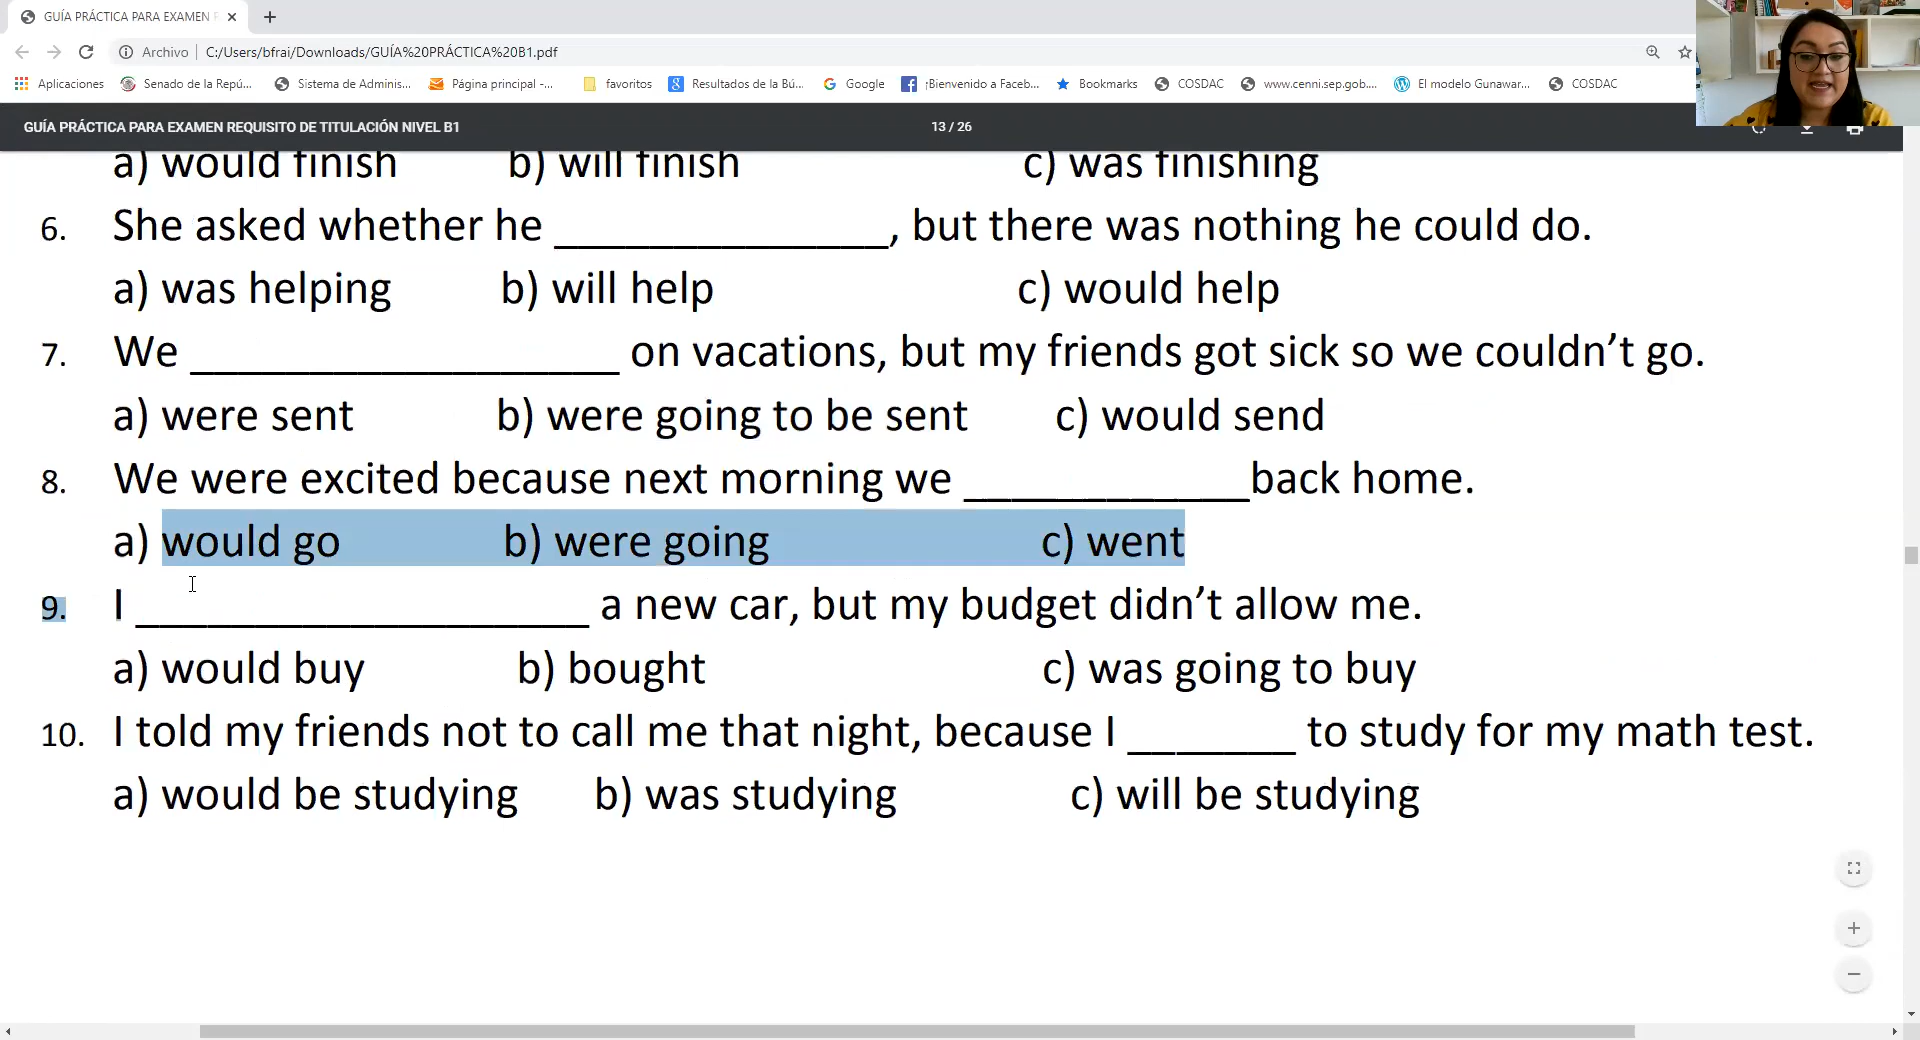 GUÍA PRÁCTICA PARA EXAMEN R
Archivo C:/Users/bfrai/Downloads/GUÍA%20PRÁCTICA%20B1.pdf
Aplicaciones Senado de la Repú... Sistema de Adminis... Página principal -... favoritos Resultados de la Bú... Google ¡Bienvenido a Faceb... Bookmarks COSDAC www.cenni.sep.gob.... El modelo Gunawar... COSDAC
GUÍA PRÁCTICA PARA EXAMEN REQUISITO DE TITULACIÓN NIVEL B1 13 / 26
a) would finish b) will finish c) was finishing
6. She asked whether he ______________, but there was nothing he could do.
a) was helping b) will help c) would help
7. We __________________ on vacations, but my friends got sick so we couldn’t go.
a) were sent b) were going to be sent c) would send
8. We were excited because next morning we ____________back home.
a) would go b) were going c) went
9. I ___________________ a new car, but my budget didn’t allow me.
a) would buy b) bought c) was going to buy
10. I told my friends not to call me that night, because I _______ to study for my math test.
a) would be studying b) was studying c) will be studying